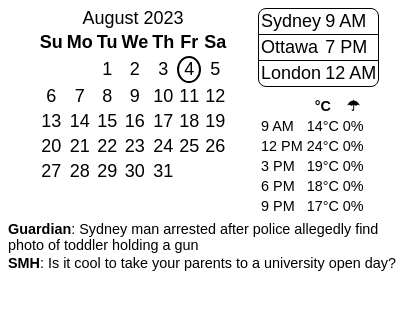 August 2023
Su Mo Tu We Th Fr Sa
1 2 3 4 5
6 7 8 9 10 11 12
13 14 15 16 17 18 19
20 21 22 23 24 25 26
27 28 29 30 31
Sydney 9 AM
Ottawa 7 PM
London 12 AM
°C ☂
9 AM 14°C 0%
12 PM 24°C 0%
3 PM 19°C 0%
6 PM 18°C 0%
9 PM 17°C 0%
Guardian: Sydney man arrested after police allegedly find
photo of toddler holding a gun
SMH: Is it cool to take your parents to a university open day?